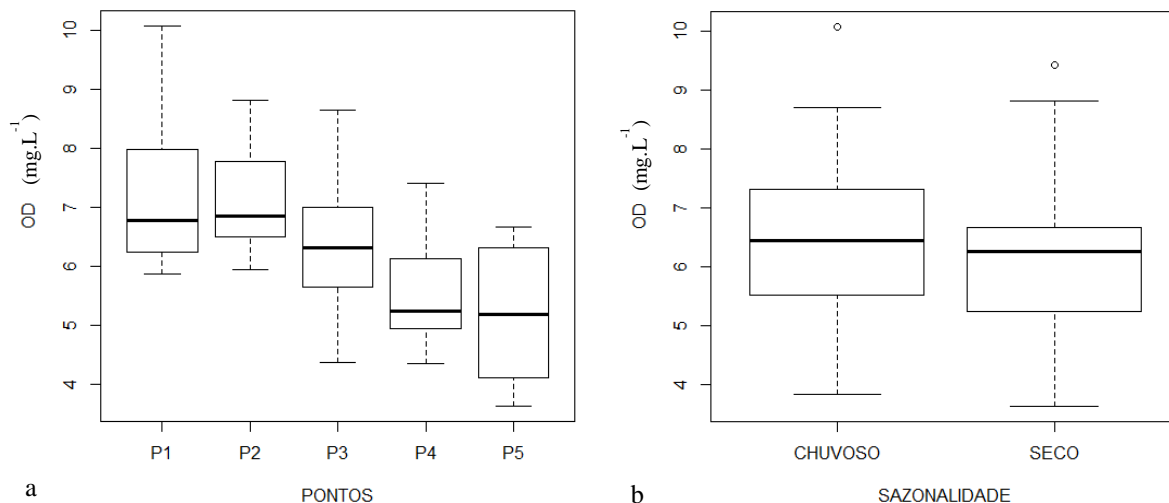 OD (mg.L⁻¹)
10
9
8
7
6
5
4
P1 P2 P3 P4 P5
PONTOS
a
OD (mg.L⁻¹)
10
9
8
7
6
5
4
CHUVOSO SECO
SAZONALIDADE
b